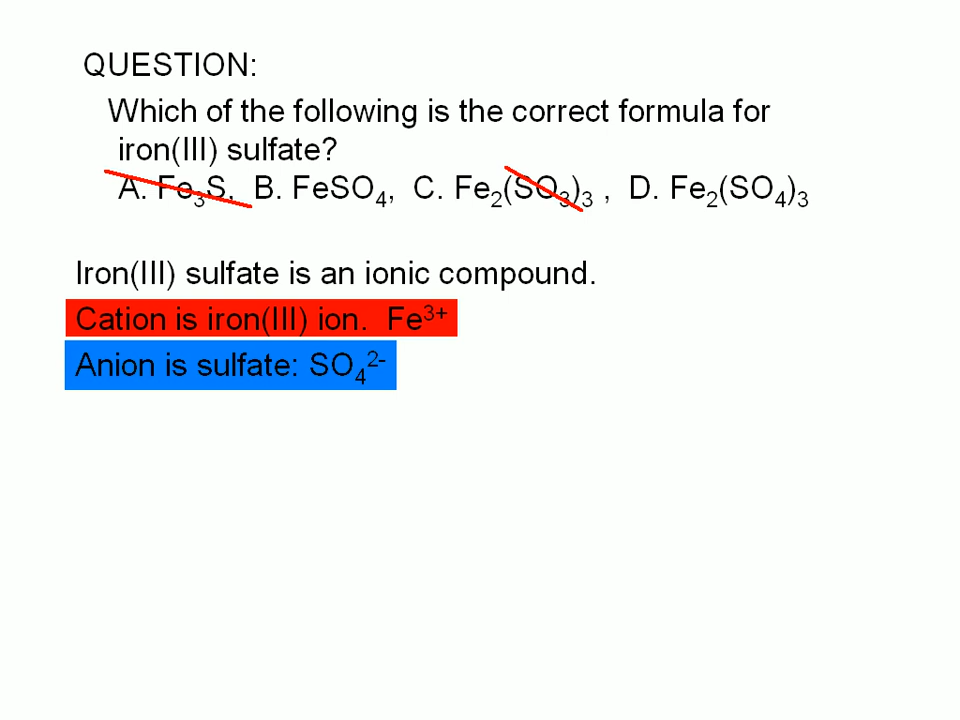 QUESTION:
Which of the following is the correct formula for
iron(III) sulfate?
A. Fe₃S, B. FeSO₄, C. Fe₂(SO₃)₃ , D. Fe₂(SO₄)₃
Iron(III) sulfate is an ionic compound.
Cation is iron(III) ion. Fe³⁺
Anion is sulfate: SO₄²⁻